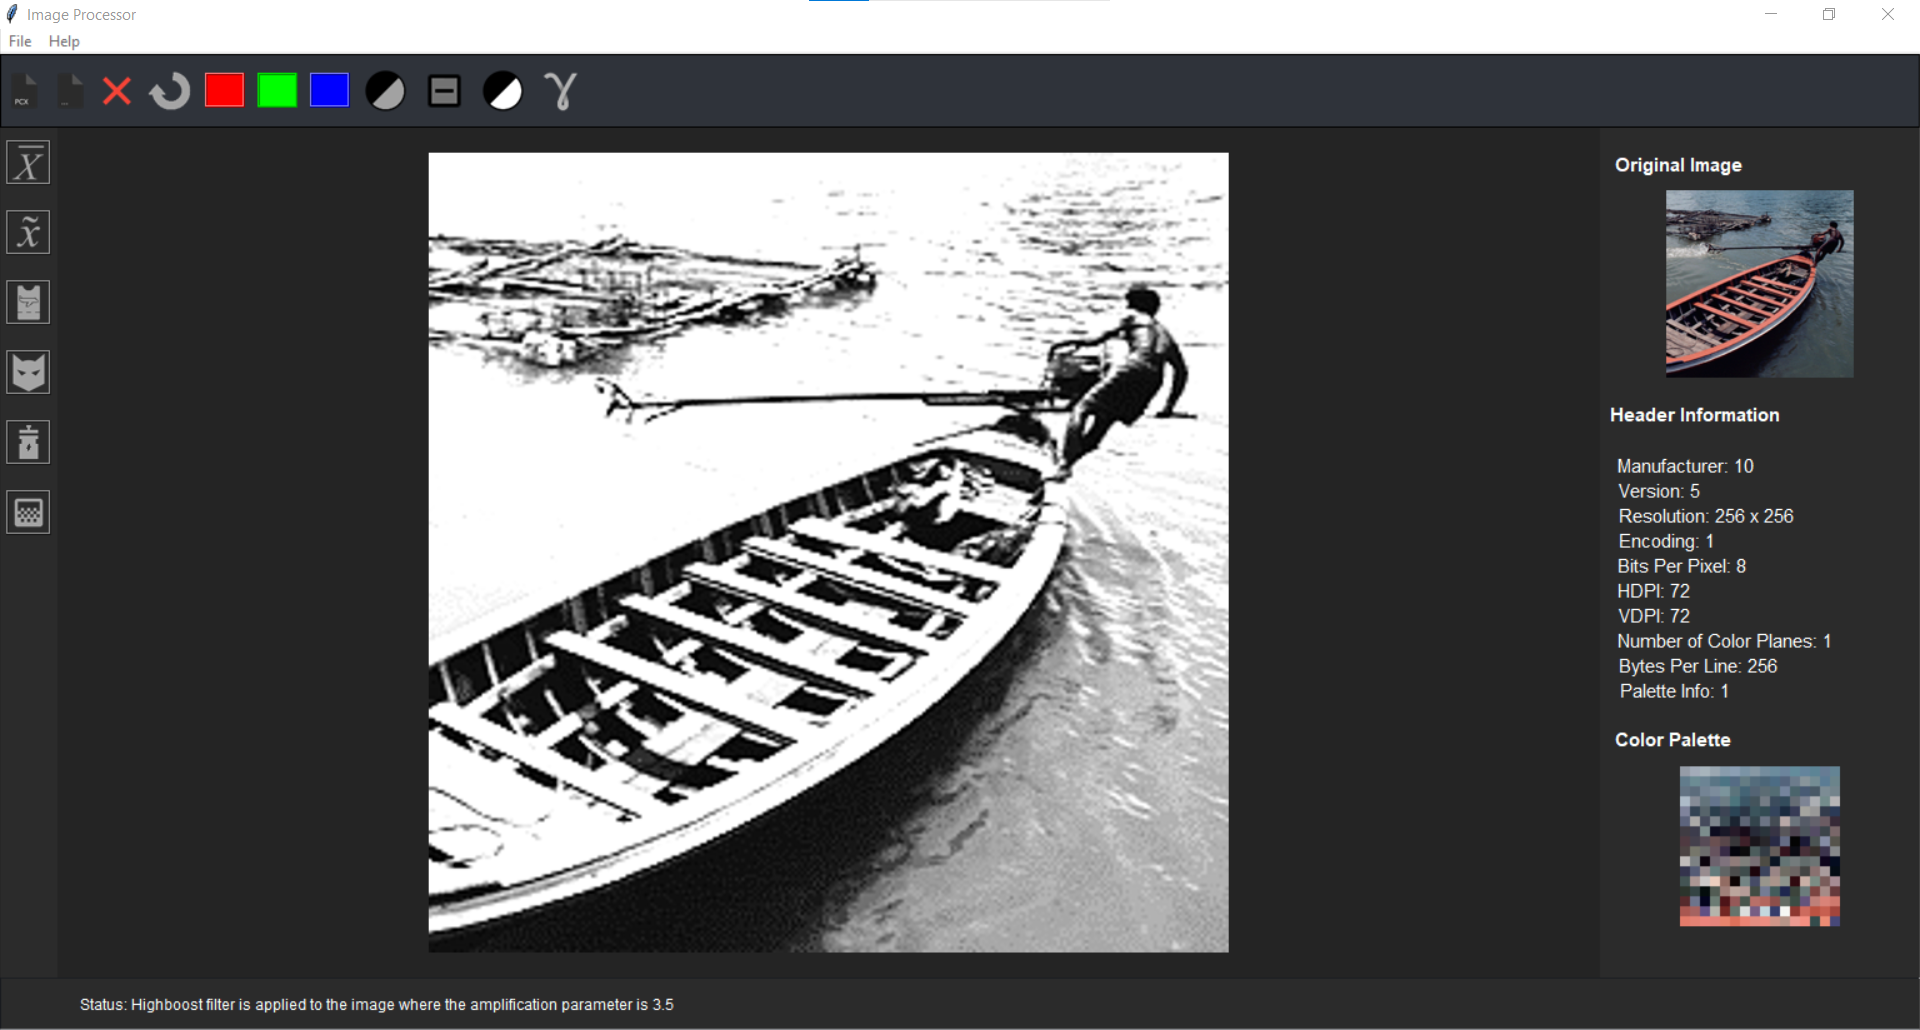 Image Processor
File Help
PCX
Original Image
Header Information
Manufacturer: 10
Version: 5
Resolution: 256 x 256
Encoding: 1
Bits Per Pixel: 8
HDPI: 72
VDPI: 72
Number of Color Planes: 1
Bytes Per Line: 256
Palette Info: 1
Color Palette
Status: Highboost filter is applied to the image where the amplification parameter is 3.5